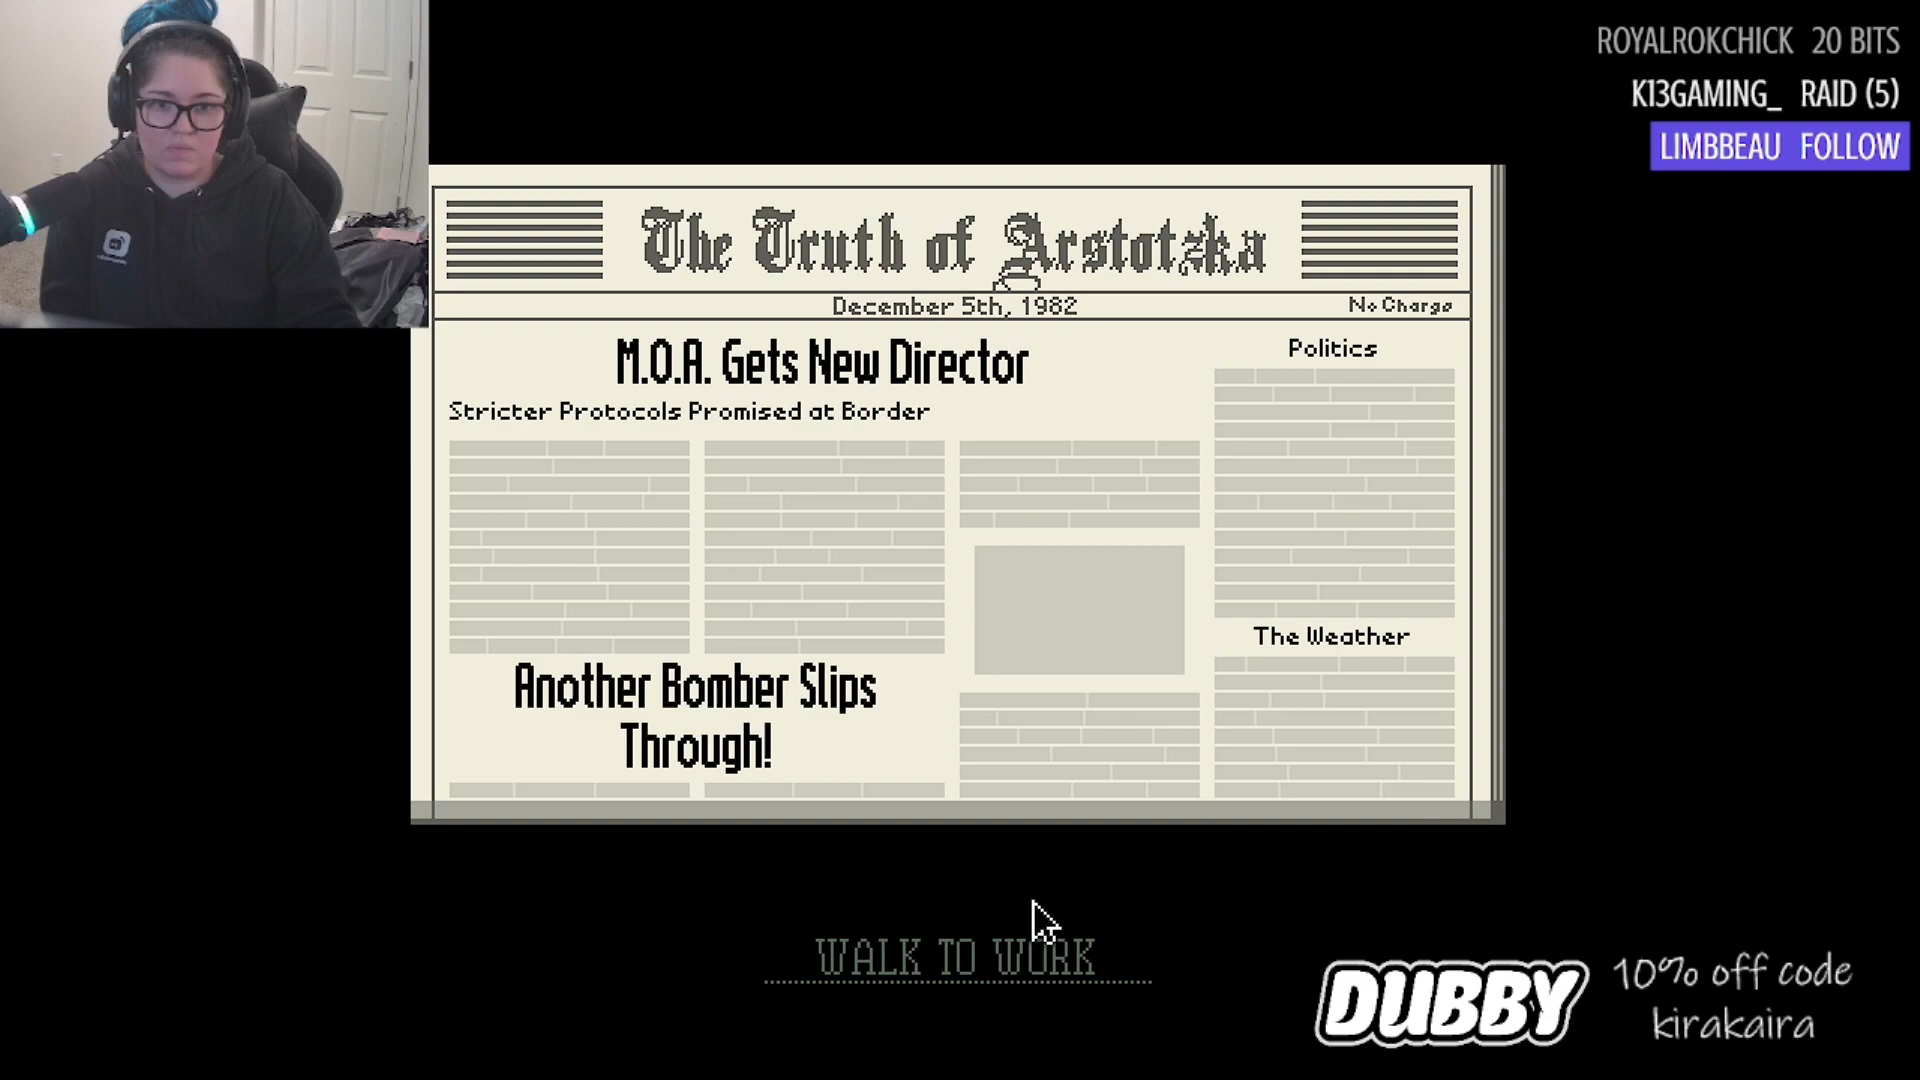 ROYALROKCHICK 20 BITS
K13GAMING_ RAID (5)
LIMBBEAU FOLLOW
The Truth of Arstotzka
December 5th, 1982
No Charge
M.O.A. Gets New Director
Stricter Protocols Promised at Border
Politics
The Weather
Another Bomber Slips
Through!
WALK TO WORK
DUBBY
10% off code
kirakaira